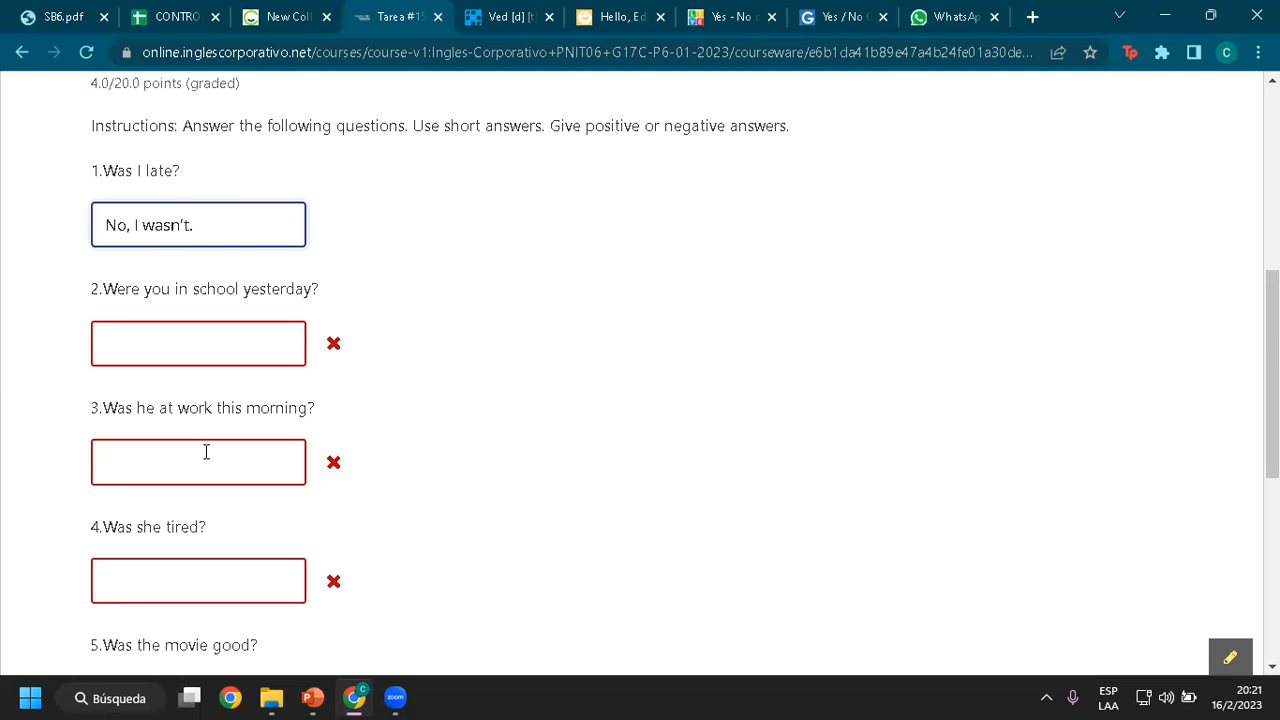 SB6.pdf
CONTRO
New Coll
Tarea #15
Ved [d] [t]
Hello, Ed
Yes - No
Yes / No
WhatsAp
online.inglescorporativo.net/courses/course-v1:Ingles-Corporativo+PNIT06+G17C-P6-01-2023/courseware/e6b1da41b89e47a4b24fe01a30de...
4.0/20.0 points (graded)
Instructions: Answer the following questions. Use short answers. Give positive or negative answers.
1.Was I late?
No, I wasn't.
2.Were you in school yesterday?
3.Was he at work this morning?
4.Was she tired?
5.Was the movie good?
Búsqueda
zoom
ESP
LAA
20:21
16/2/2023